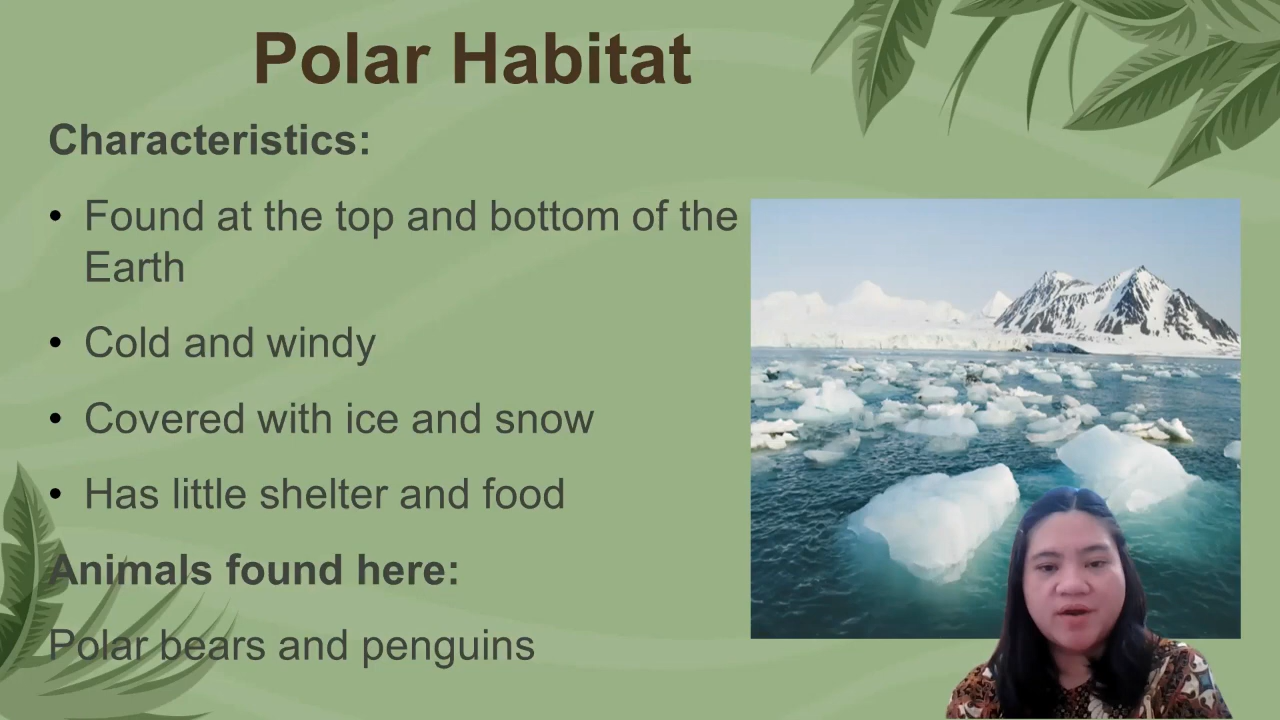 Polar Habitat
Characteristics:
• Found at the top and bottom of the
Earth
• Cold and windy
• Covered with ice and snow
• Has little shelter and food
Animals found here:
Polar bears and penguins